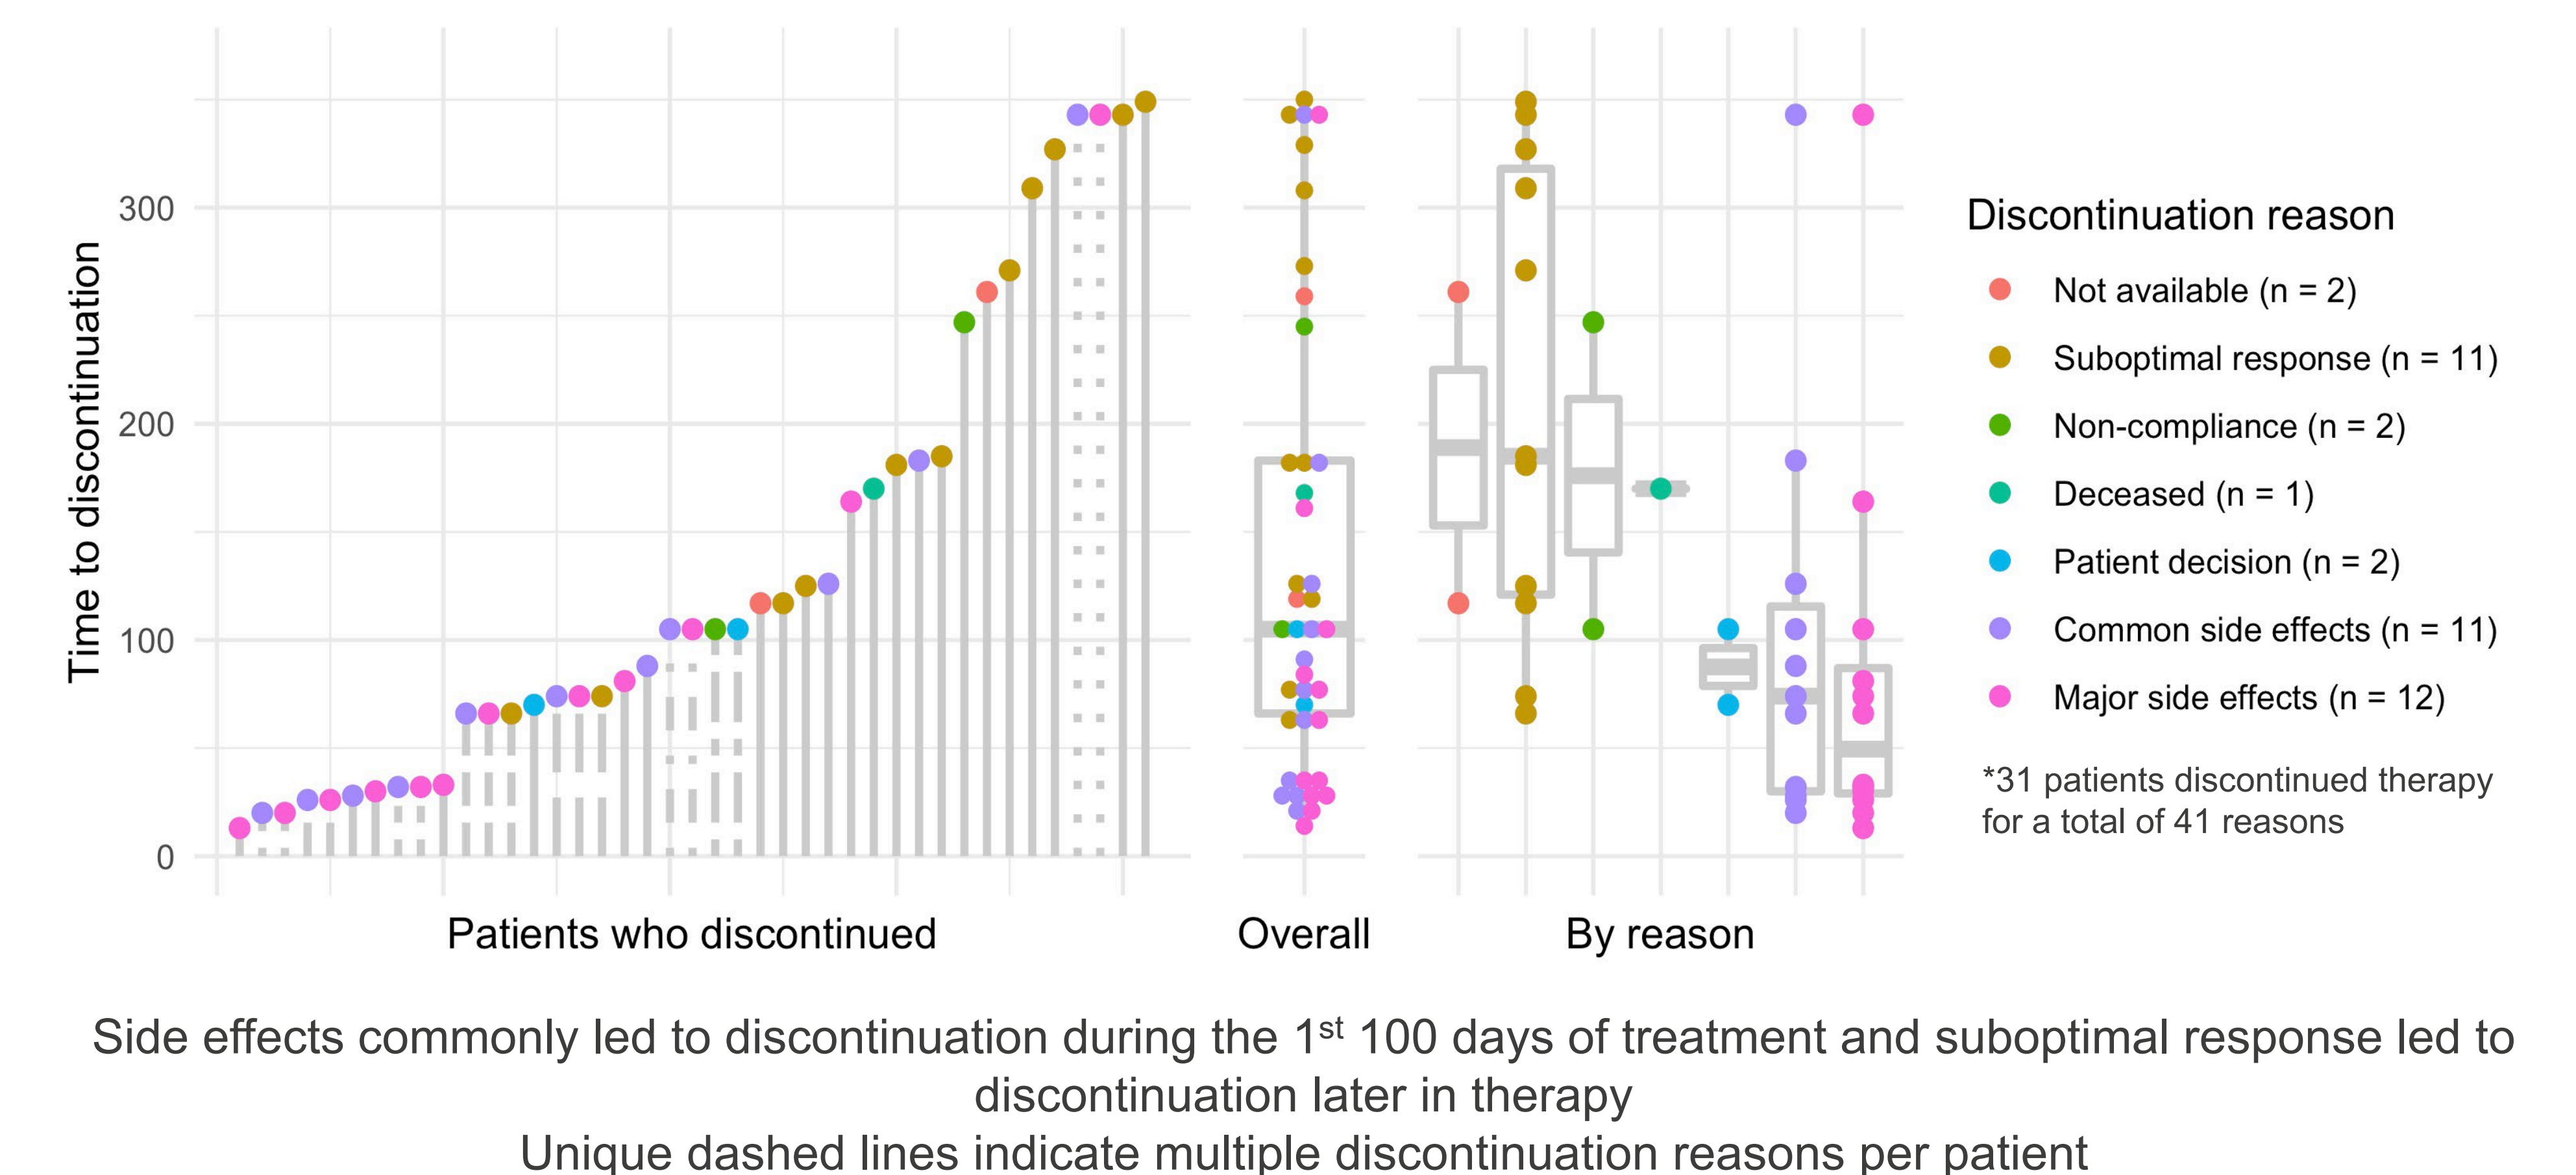 Time to discontinuation
300
200
100
0
Patients who discontinued
Overall
By reason
Discontinuation reason
Not available (n = 2)
Suboptimal response (n = 11)
Non-compliance (n = 2)
Deceased (n = 1)
Patient decision (n = 2)
Common side effects (n = 11)
Major side effects (n = 12)
*31 patients discontinued therapy
for a total of 41 reasons
Side effects commonly led to discontinuation during the 1st 100 days of treatment and suboptimal response led to
discontinuation later in therapy
Unique dashed lines indicate multiple discontinuation reasons per patient